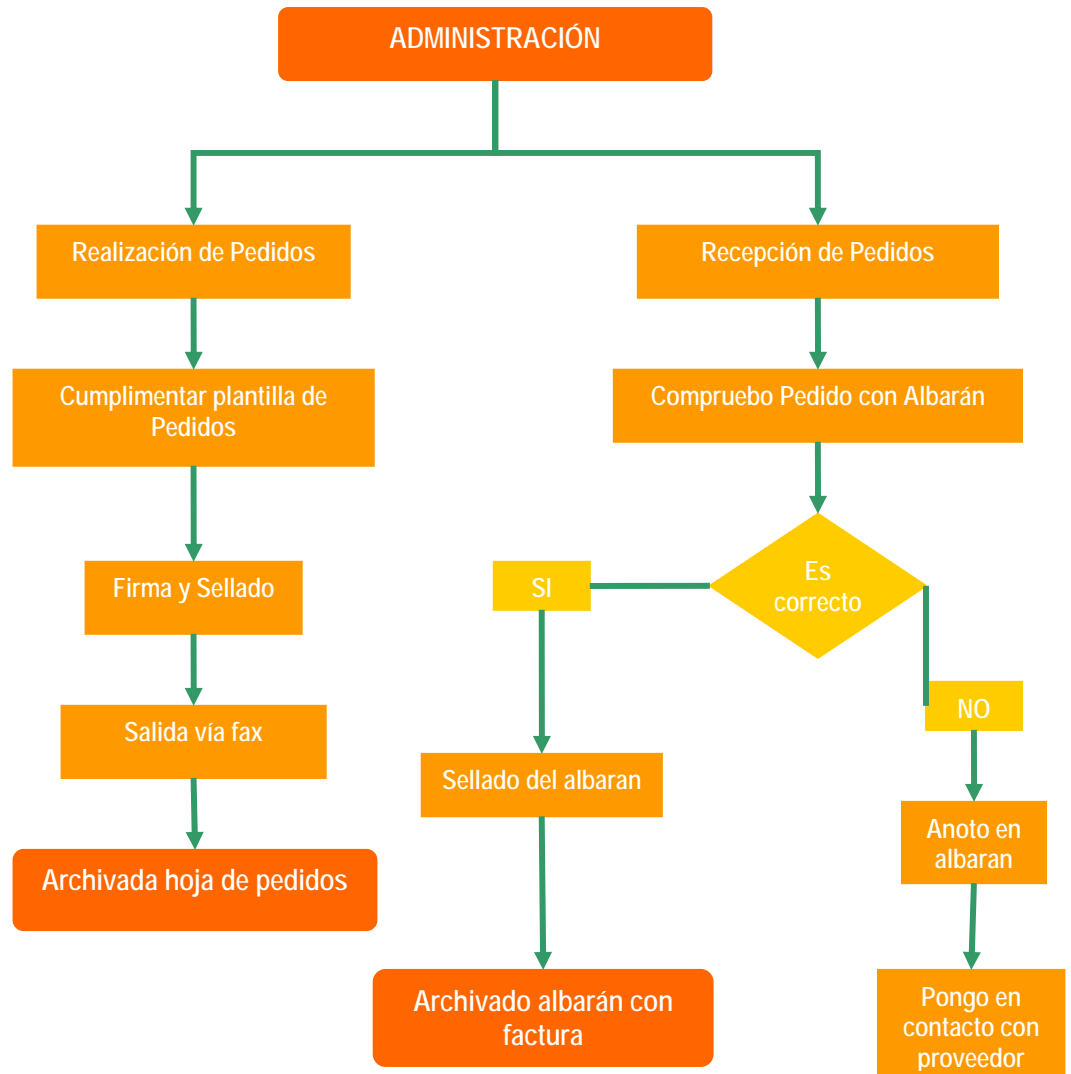 ADMINISTRACIÓN
Realización de Pedidos
Recepción de Pedidos
Cumplimentar plantilla de
Pedidos
Compruebo Pedido con Albarán
Firma y Sellado
SI
Es
correcto
NO
Salida vía fax
Sellado del albaran
Anoto en
albaran
Archivada hoja de pedidos
Archivado albarán con
factura
Pongo en
contacto con
proveedor